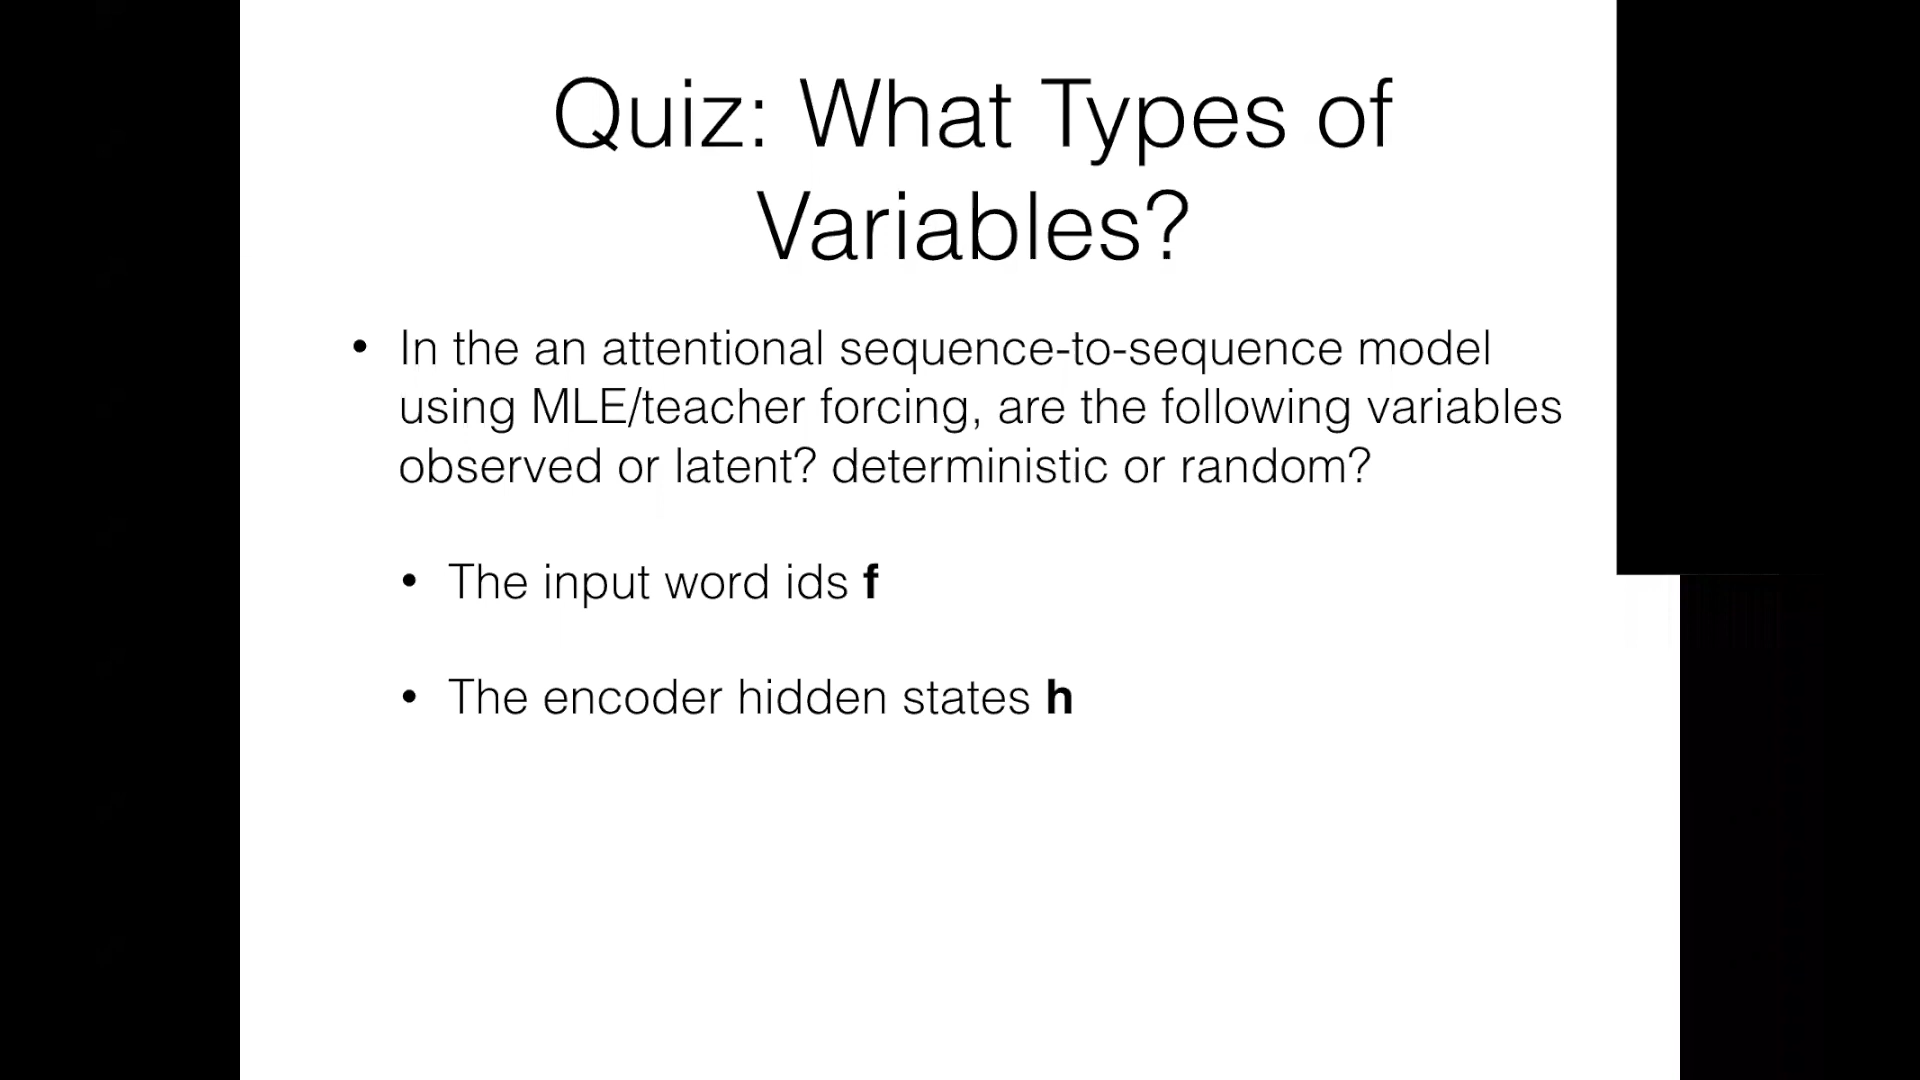 Quiz: What Types of
Variables?
• In the an attentional sequence-to-sequence model
using MLE/teacher forcing, are the following variables
observed or latent? deterministic or random?
• The input word ids f
• The encoder hidden states h